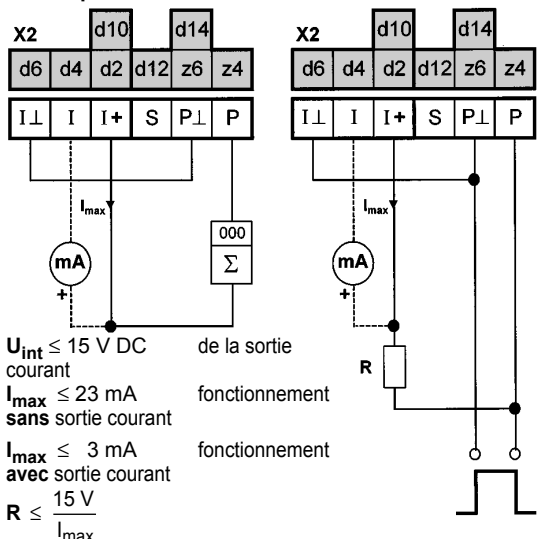 X2 d10 d14
d6 d4 d2 d12 z6 z4
I⊥ I I+ S P⊥ P
Imax
000
Σ
mA
+
Uint ≤ 15 V DC de la sortie
courant
Imax ≤ 23 mA fonctionnement
sans sortie courant
Imax ≤ 3 mA fonctionnement
avec sortie courant
R ≤ 15 V
Imax
X2 d10 d14
d6 d4 d2 d12 z6 z4
I⊥ I I+ S P⊥ P
Imax
mA
+
R